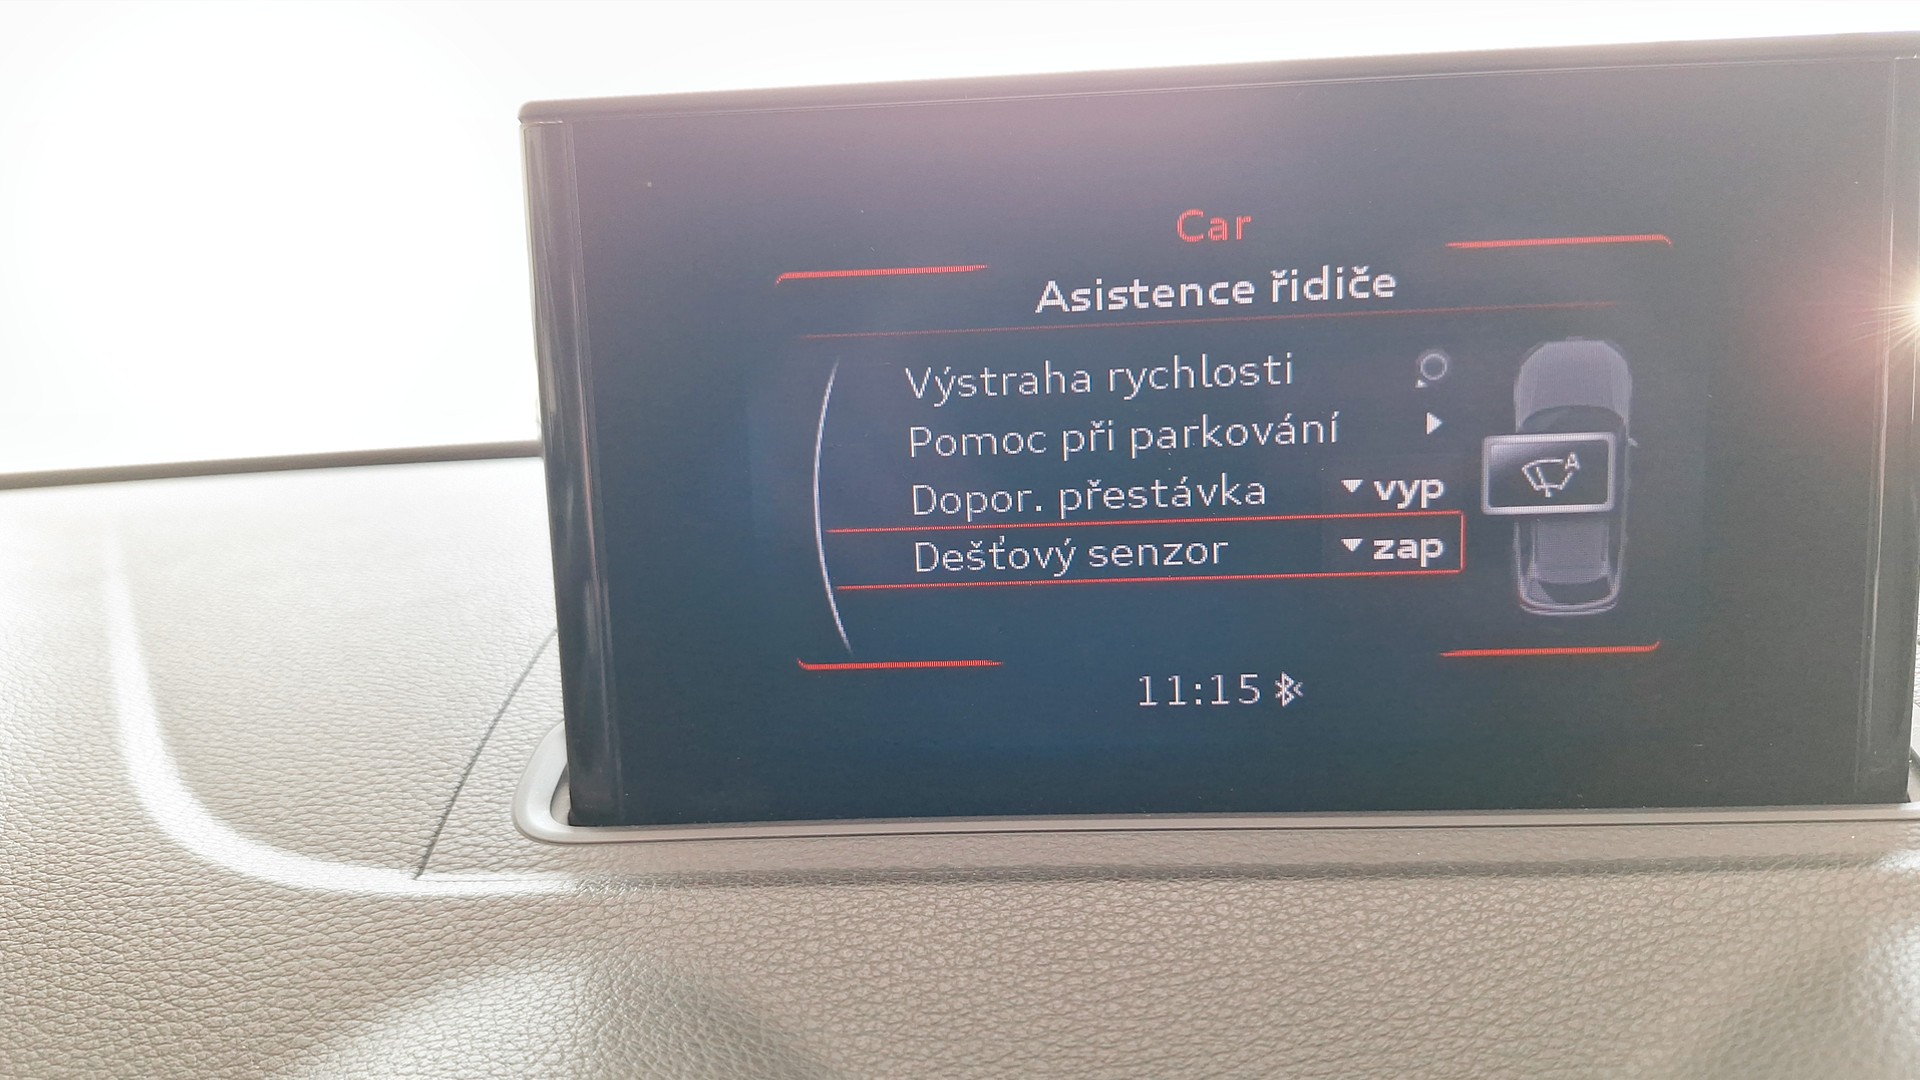 Car
Asistence řidiče
Výstraha rychlosti
Pomoc při parkování
Dopor. přestávka vyp
Dešťový senzor zap
A
11:15